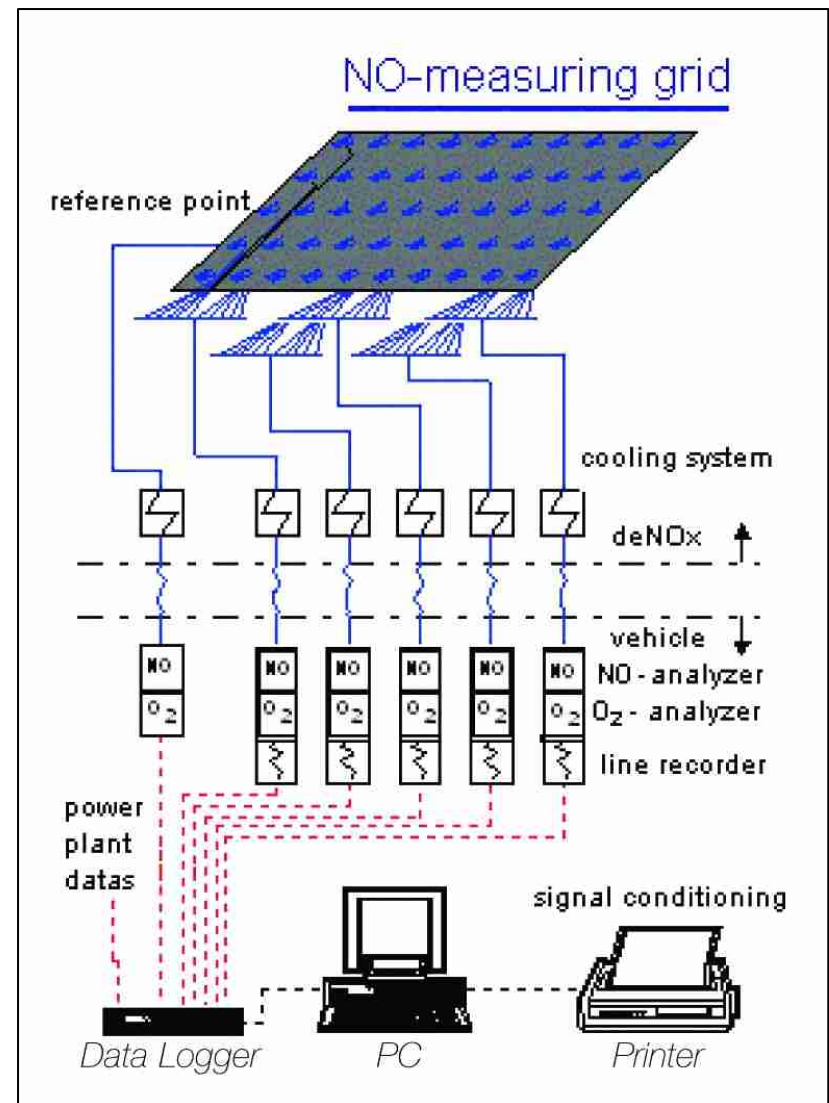 NO-measuring grid
reference point
cooling system
deNOx
vehicle
NO NO NO NO NO NO
NO - analyzer
O2 O2 O2 O2 O2 O2
O2 - analyzer
line recorder
power
plant
datas
signal conditioning
Data Logger
PC
Printer